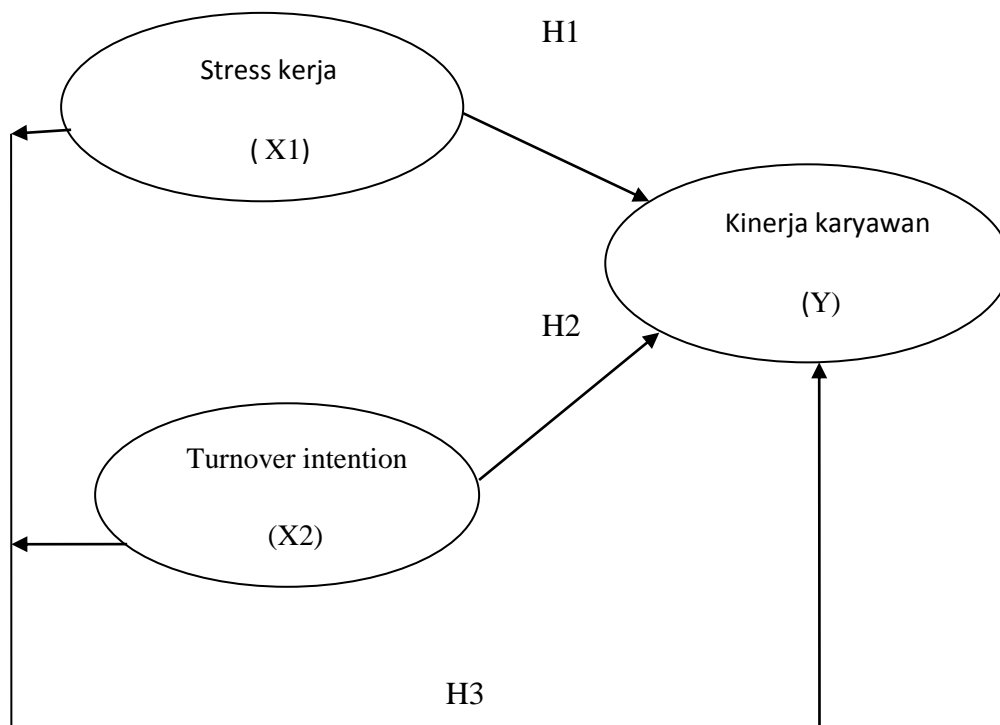 H1
Stress kerja
( X1)
Kinerja karyawan
(Y)
H2
Turnover intention
(X2)
H3